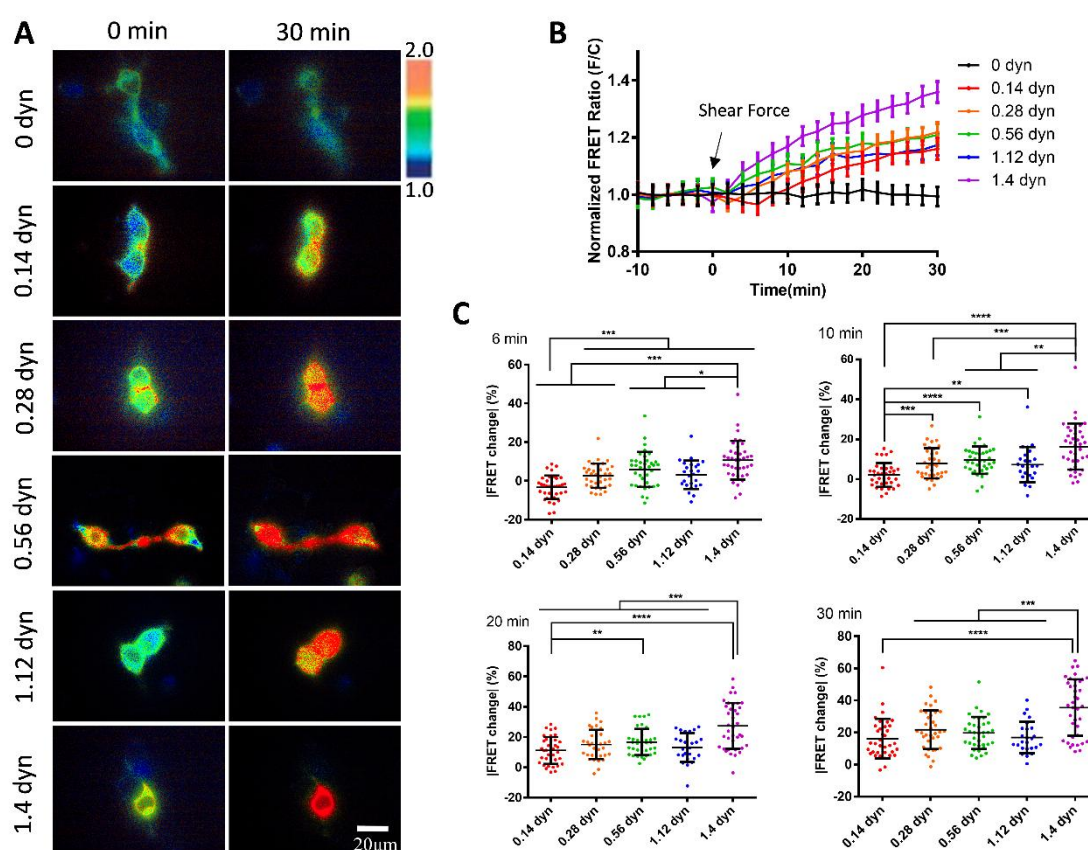 A
0 min
30 min
0 dyn
0.14 dyn
0.28 dyn
0.56 dyn
1.12 dyn
1.4 dyn
2.0
1.0
20μm
B
Normalized FRET Ratio (F/C)
1.4
1.2
1.0
0.8
-10
0
10
20
30
Time(min)
Shear Force
0 dyn
0.14 dyn
0.28 dyn
0.56 dyn
1.12 dyn
1.4 dyn
C
6 min
***
***
*
|FRET change| (%)
60
40
20
0
-20
0.14 dyn
0.28 dyn
0.56 dyn
1.12 dyn
1.4 dyn
10 min
****
***
**
**
****
***
|FRET change| (%)
60
40
20
0
-20
0.14 dyn
0.28 dyn
0.56 dyn
1.12 dyn
1.4 dyn
20 min
***
****
**
|FRET change| (%)
80
60
40
20
0
-20
0.14 dyn
0.28 dyn
0.56 dyn
1.12 dyn
1.4 dyn
30 min
***
****
|FRET change| (%)
80
60
40
20
0
-20
0.14 dyn
0.28 dyn
0.56 dyn
1.12 dyn
1.4 dyn